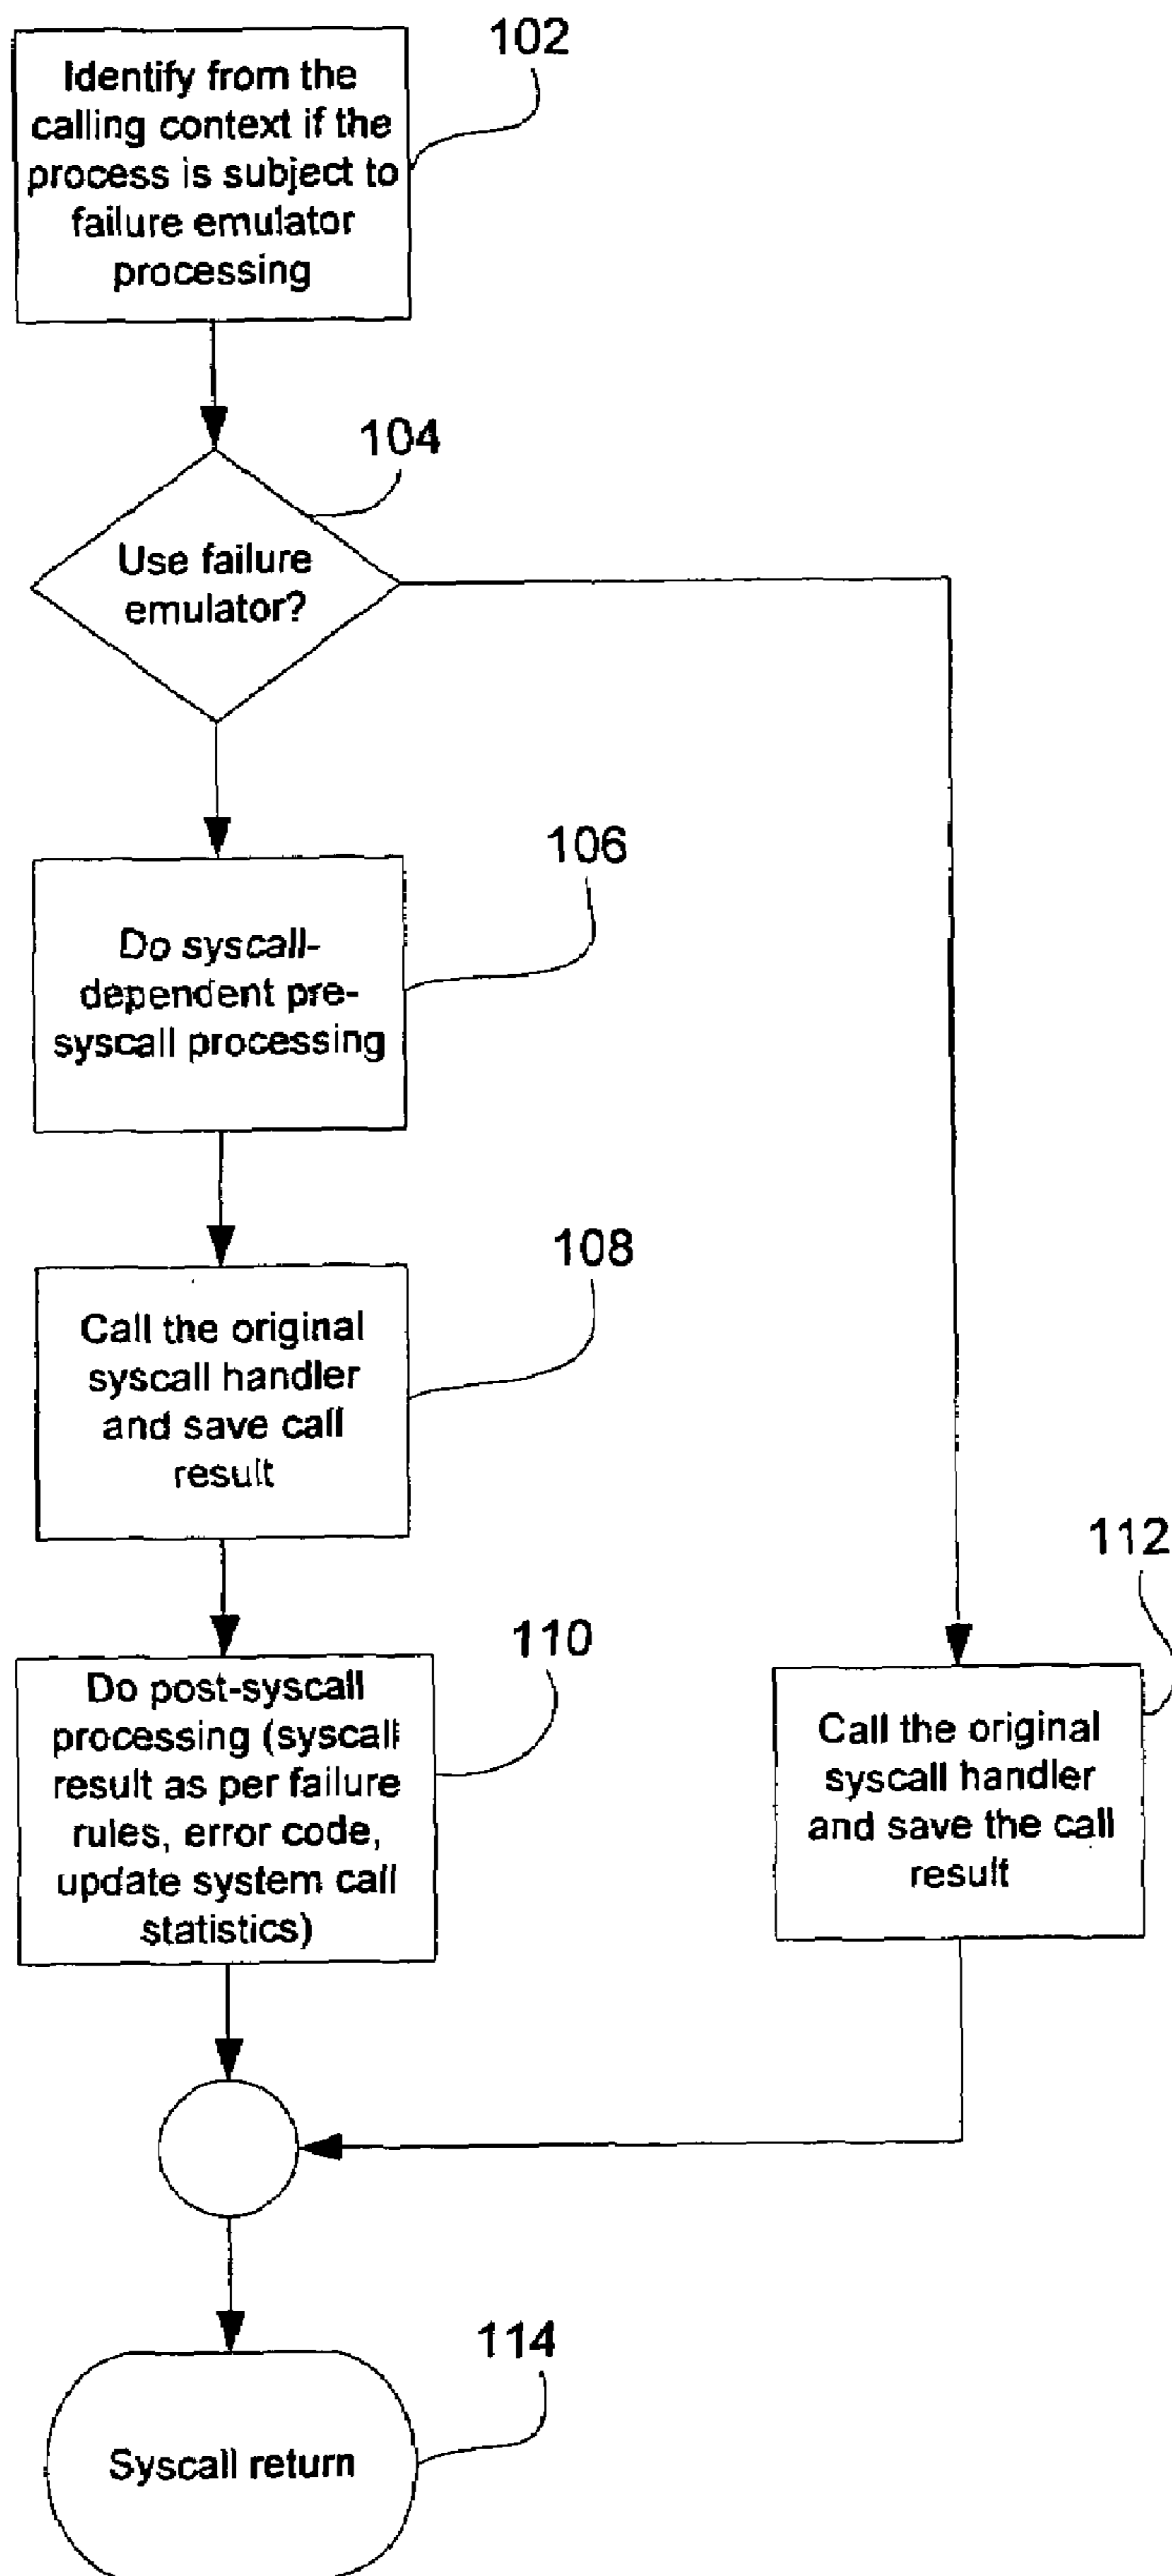 102
Identify from the
calling context if the
process is subject to
failure emulator
processing
104
Use failure
emulator?
106
Do syscall-
dependent pre-
syscall processing
108
Call the original
syscall handler
and save call
result
110
Do post-syscall
processing (syscall
result as per failure
rules, error code,
update system call
statistics)
112
Call the original
syscall handler
and save the call
result
114
Syscall return